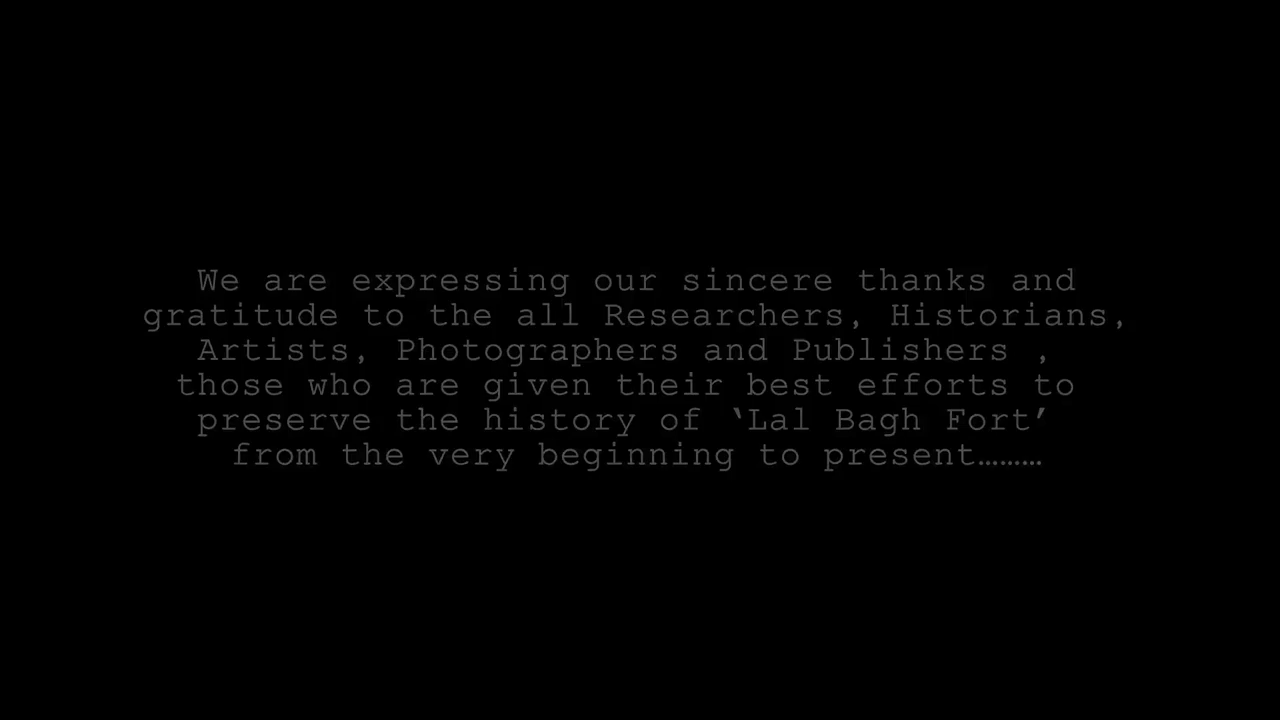 We are expressing our sincere thanks and
gratitude to the all Researchers, Historians,
Artists, Photographers and Publishers ,
those who are given their best efforts to
preserve the history of ‘Lal Bagh Fort’
from the very beginning to present………